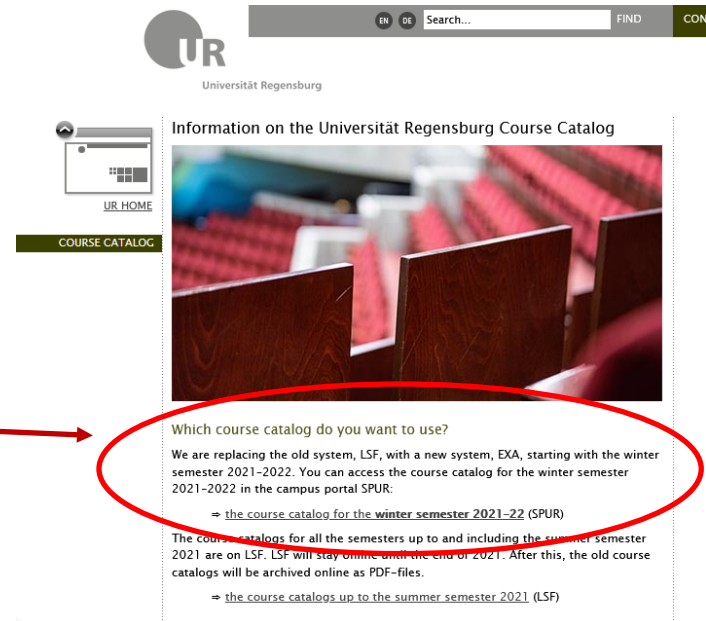 EN DE Search... FIND CON
UR
Universität Regensburg
Information on the Universität Regensburg Course Catalog
UR HOME
COURSE CATALOG
Which course catalog do you want to use?
We are replacing the old system, LSF, with a new system, EXA, starting with the winter
semester 2021-2022. You can access the course catalog for the winter semester
2021-2022 in the campus portal SPUR:
⇒ the course catalog for the winter semester 2021-22 (SPUR)
The course catalogs for all the semesters up to and including the summer semester
2021 are on LSF. LSF will stay online until the end of 2021. After this, the old course
catalogs will be archived online as PDF-files.
⇒ the course catalogs up to the summer semester 2021 (LSF)